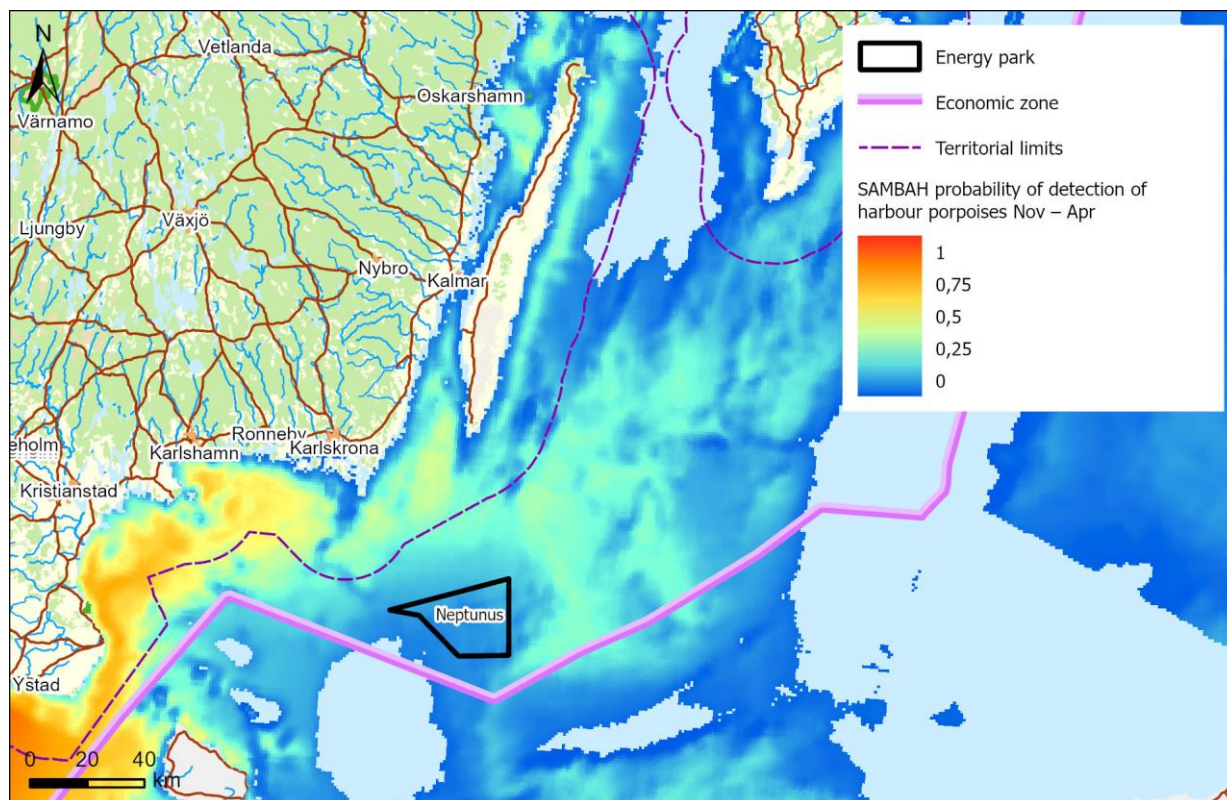 N
Vetlanda
Oskarshamn
Värnamo
Växjö
Ljungby
Nybro
Kalmar
Ronneby
Karlskrona
Karlshamn
eholm
Kristianstad
Neptunus
Ystad
0 20 40
km
Energy park
Economic zone
Territorial limits
SAMBAH probability of detection of
harbour porpoises Nov – Apr
1
0,75
0,5
0,25
0